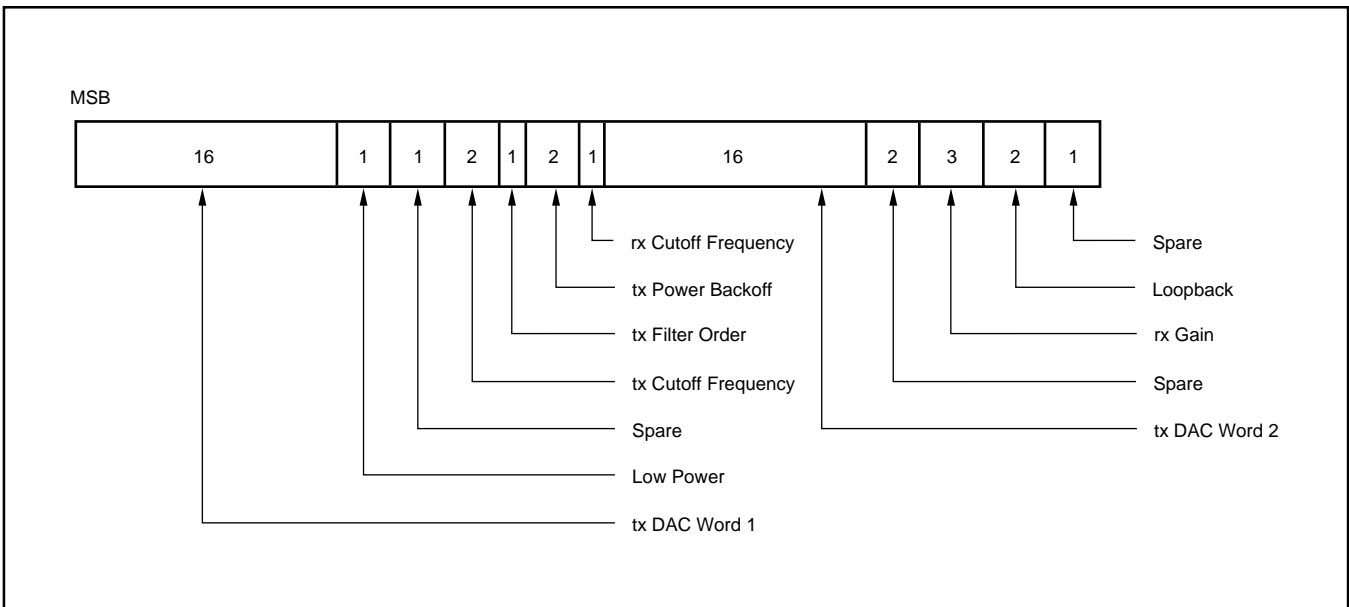 MSB
16 1 1 2 1 2 1 16 2 3 2 1
rx Cutoff Frequency
tx Power Backoff
tx Filter Order
tx Cutoff Frequency
Spare
Low Power
tx DAC Word 1
Spare
Loopback
rx Gain
Spare
tx DAC Word 2